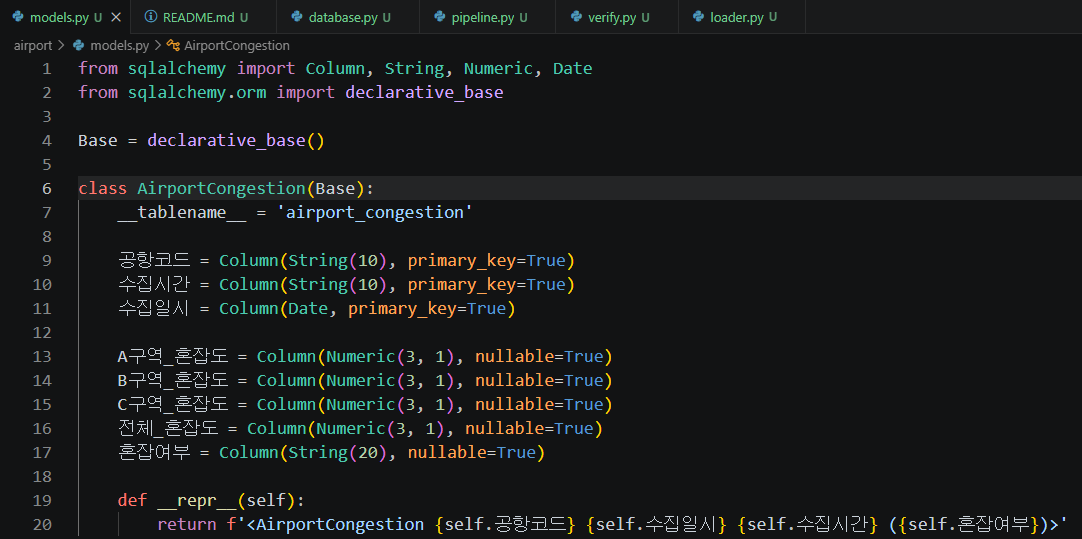 models.py U
README.md U
database.py U
pipeline.py U
verify.py U
loader.py U
airport > models.py > AirportCongestion
1 from sqlalchemy import Column, String, Numeric, Date
2 from sqlalchemy.orm import declarative_base
3
4 Base = declarative_base()
5
6 class AirportCongestion(Base):
7     __tablename__ = 'airport_congestion'
8
9     공항코드 = Column(String(10), primary_key=True)
10     수집시간 = Column(String(10), primary_key=True)
11     수집일시 = Column(Date, primary_key=True)
12
13     A구역_혼잡도 = Column(Numeric(3, 1), nullable=True)
14     B구역_혼잡도 = Column(Numeric(3, 1), nullable=True)
15     C구역_혼잡도 = Column(Numeric(3, 1), nullable=True)
16     전체_혼잡도 = Column(Numeric(3, 1), nullable=True)
17     혼잡여부 = Column(String(20), nullable=True)
18
19     def __repr__(self):
20         return f'<AirportCongestion {self.공항코드} {self.수집일시} {self.수집시간} ({self.혼잡여부})>'